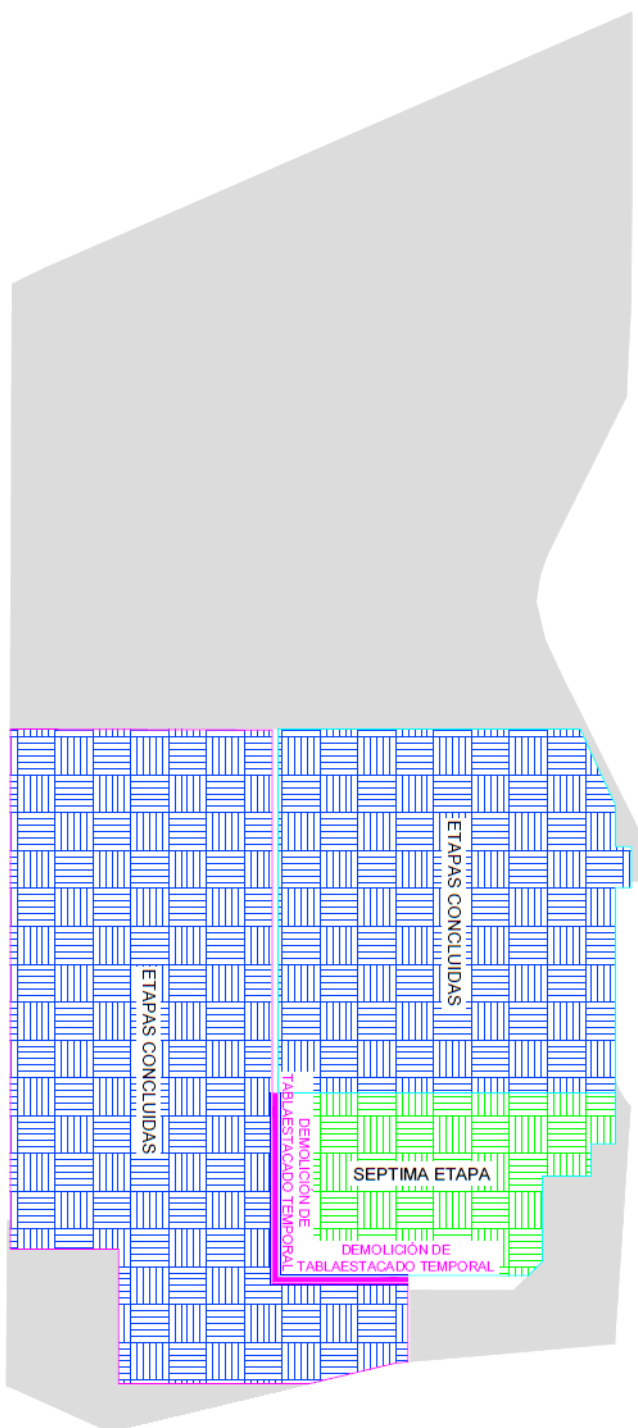 ETAPAS CONCLUIDAS
ETAPAS CONCLUIDAS
DEMOLICIÓN DE
TABLAESTACADO TEMPORAL
SEPTIMA ETAPA
DEMOLICIÓN DE
TABLAESTACADO TEMPORAL